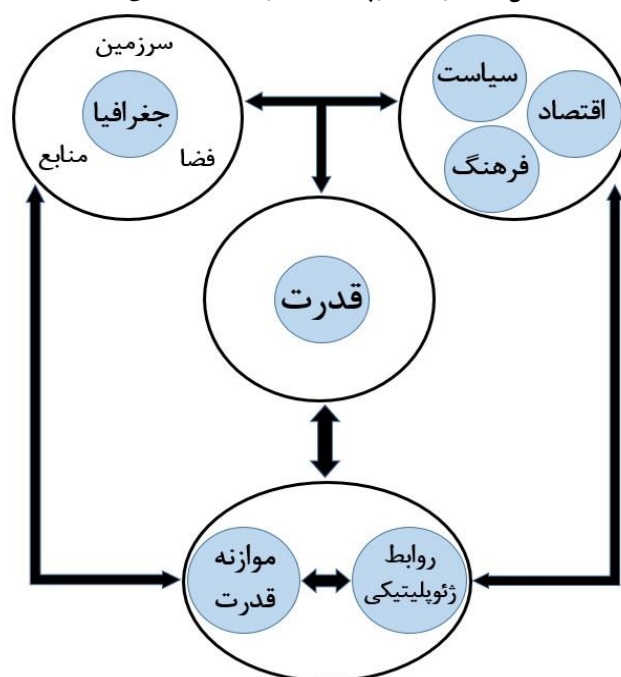 سرزمین
جغرافیا
منابع
فضا
سیاست
اقتصاد
فرهنگ
قدرت
موازنه
قدرت
روابط
ژئوپلیتیکی